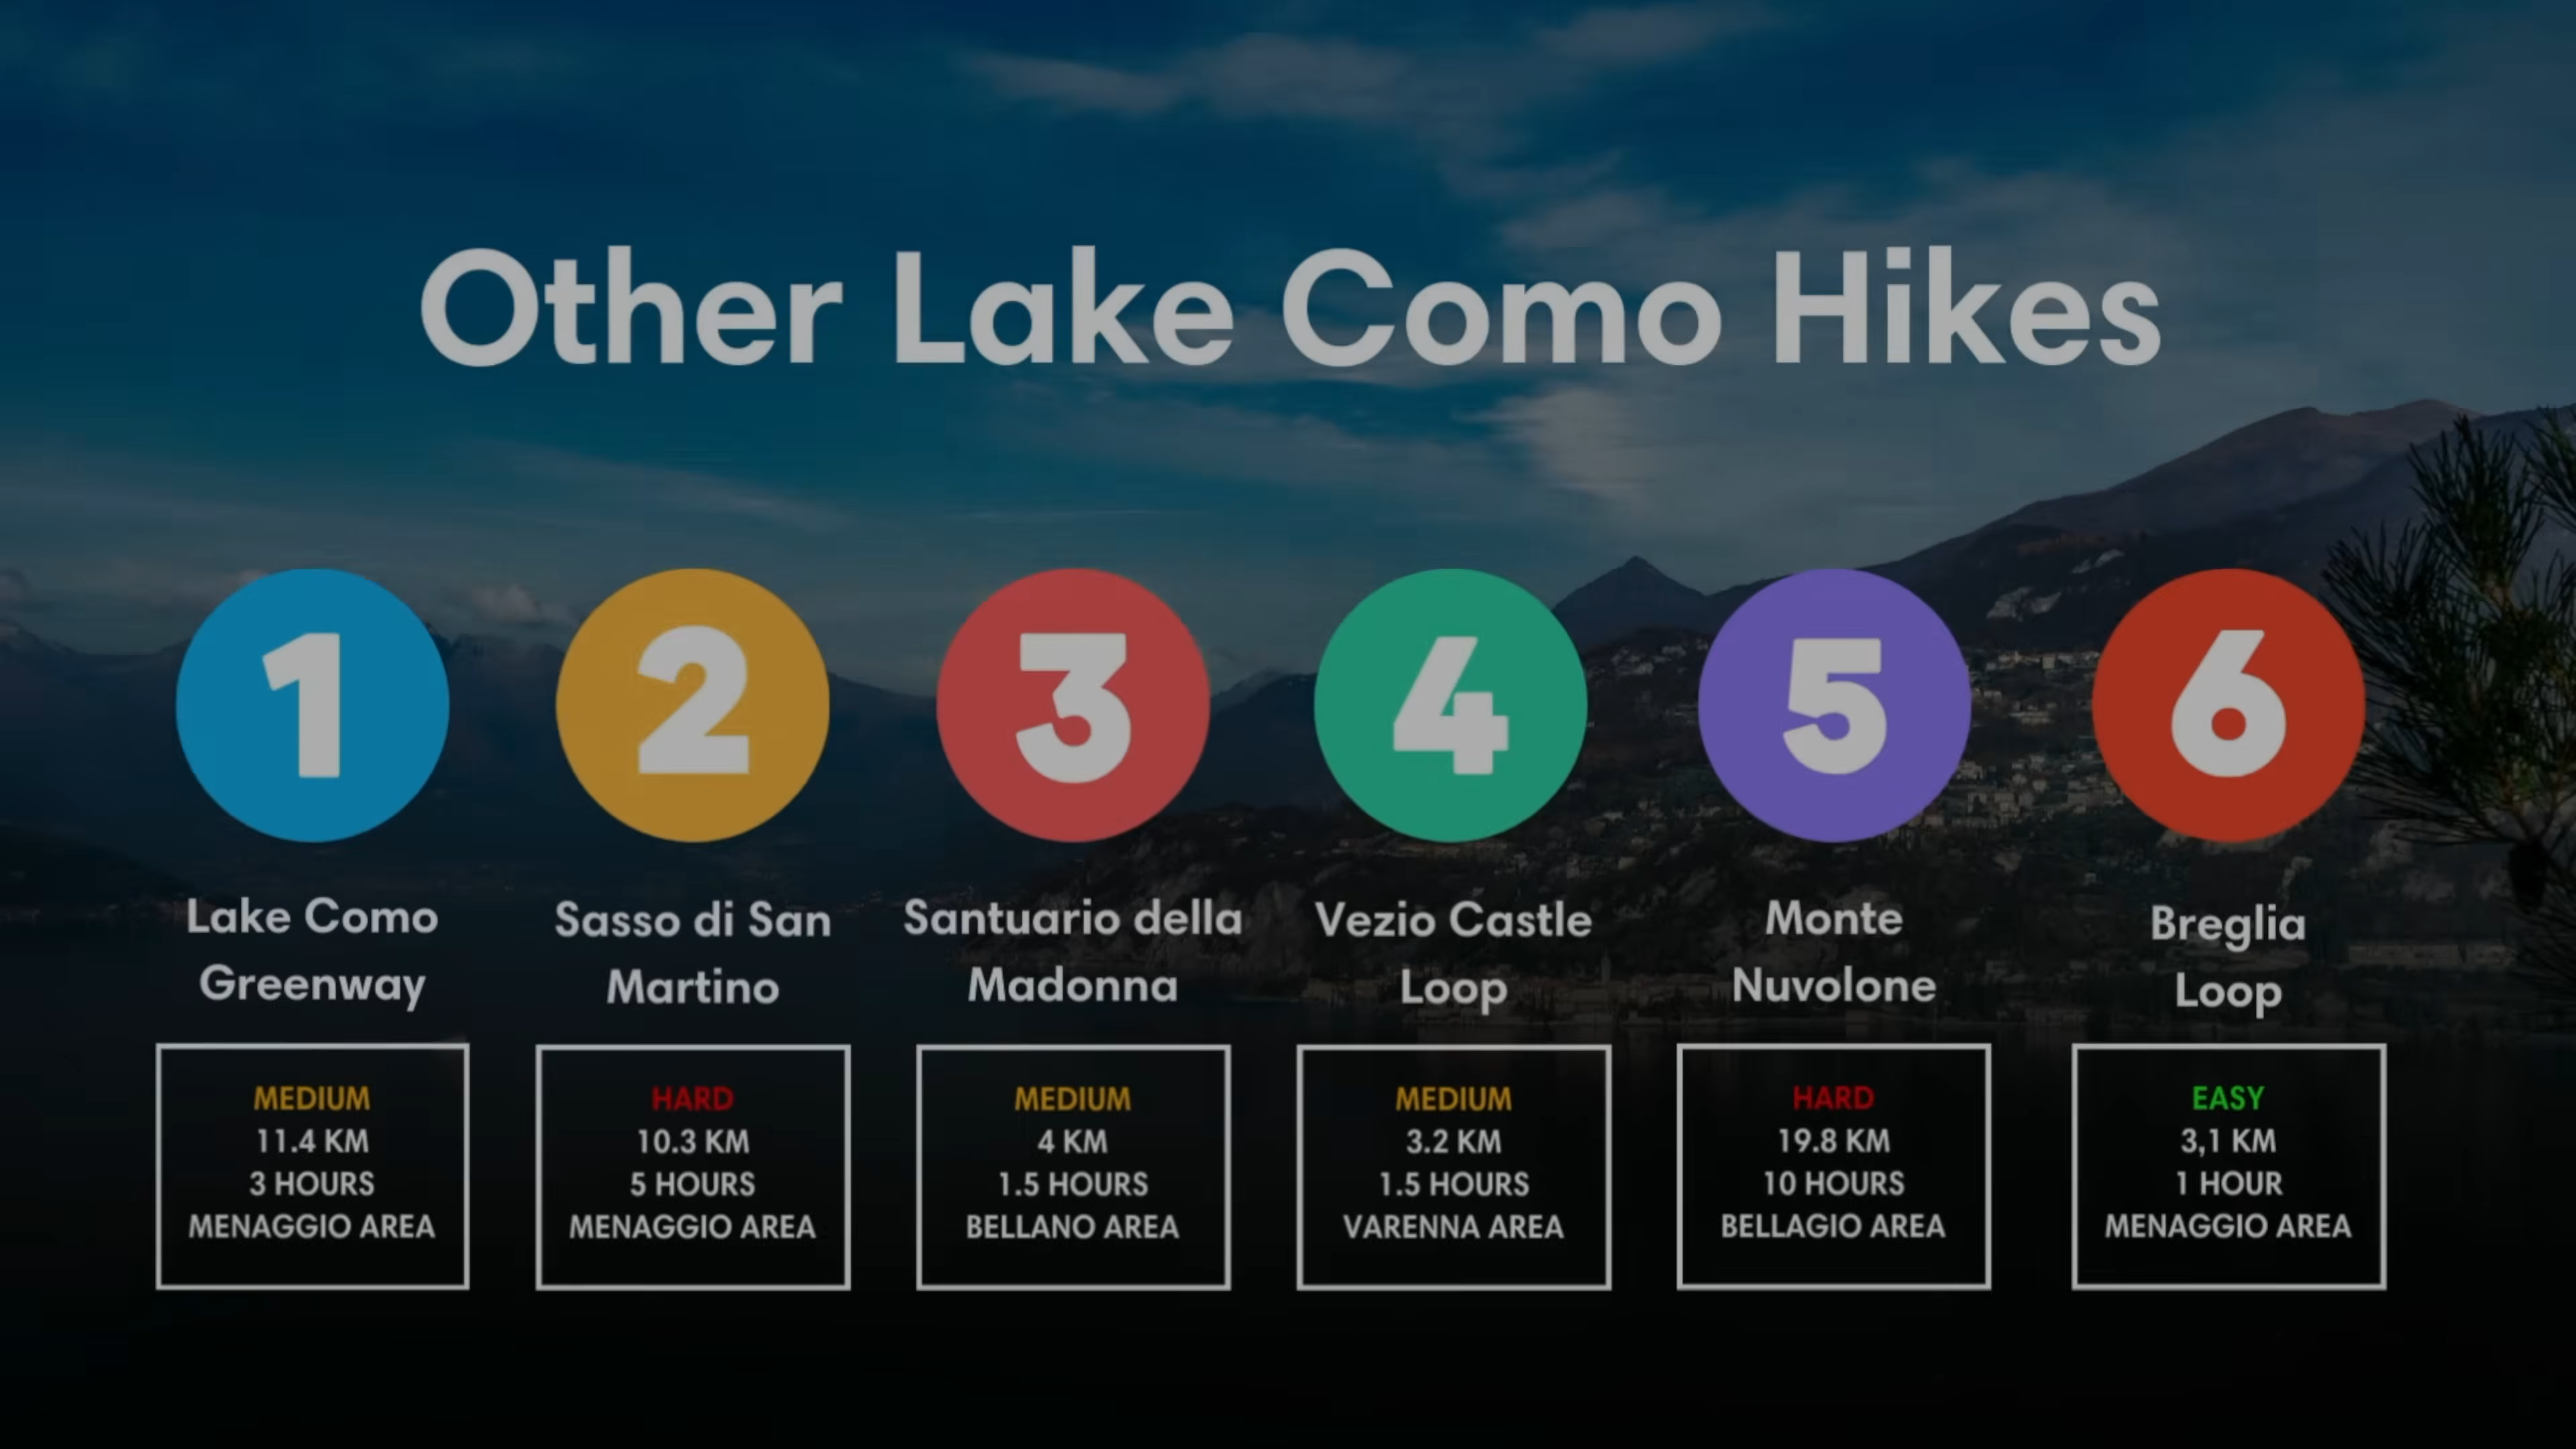 Other Lake Como Hikes
1
2
3
4
5
6
Lake Como
Greenway
Sasso di San
Martino
Santuario della
Madonna
Vezio Castle
Loop
Monte
Nuvolone
Breglia
Loop
MEDIUM
11.4 KM
3 HOURS
MENAGGIO AREA
HARD
10.3 KM
5 HOURS
MENAGGIO AREA
MEDIUM
4 KM
1.5 HOURS
BELLANO AREA
MEDIUM
3.2 KM
1.5 HOURS
VARENNA AREA
HARD
19.8 KM
10 HOURS
BELLAGIO AREA
EASY
3,1 KM
1 HOUR
MENAGGIO AREA